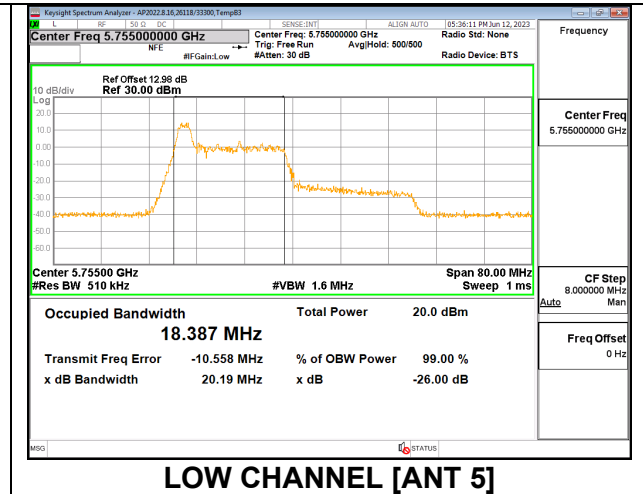 Keysight Spectrum Analyzer - AP2022.8.16,26118/33300,TempB3
LXI L RF 50 Ω DC SENSE:INT ALIGN AUTO 05:36:11 PM Jun 12, 2023
Center Freq 5.755000000 GHz Center Freq: 5.755000000 GHz Radio Std: None Frequency
NFE Trig: Free Run Avg|Hold: 500/500
#IFGain:Low #Atten: 30 dB Radio Device: BTS
Ref Offset 12.98 dB
10 dB/div Ref 30.00 dBm
Log
20.0
10.0
0.00
-10.0
-20.0
-30.0
-40.0
-50.0
-60.0
Center Freq
5.755000000 GHz
Center 5.75500 GHz Span 80.00 MHz
#Res BW 510 kHz #VBW 1.6 MHz Sweep 1 ms
CF Step
8.000000 MHz
Auto Man
Occupied Bandwidth Total Power 20.0 dBm
18.387 MHz
Freq Offset
0 Hz
Transmit Freq Error -10.558 MHz % of OBW Power 99.00 %
x dB Bandwidth 20.19 MHz x dB -26.00 dB
MSG STATUS
LOW CHANNEL [ANT 5]